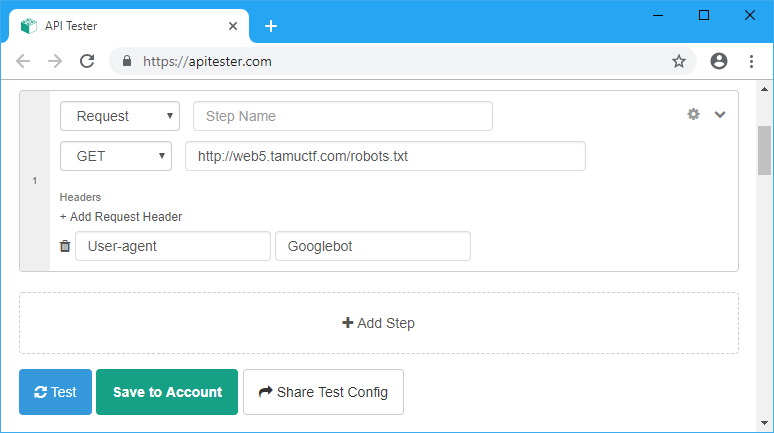 API Tester
https://apitester.com
Request
Step Name
GET
http://web5.tamuctf.com/robots.txt
1
Headers
+ Add Request Header
User-agent
Googlebot
Add Step
Test
Save to Account
Share Test Config